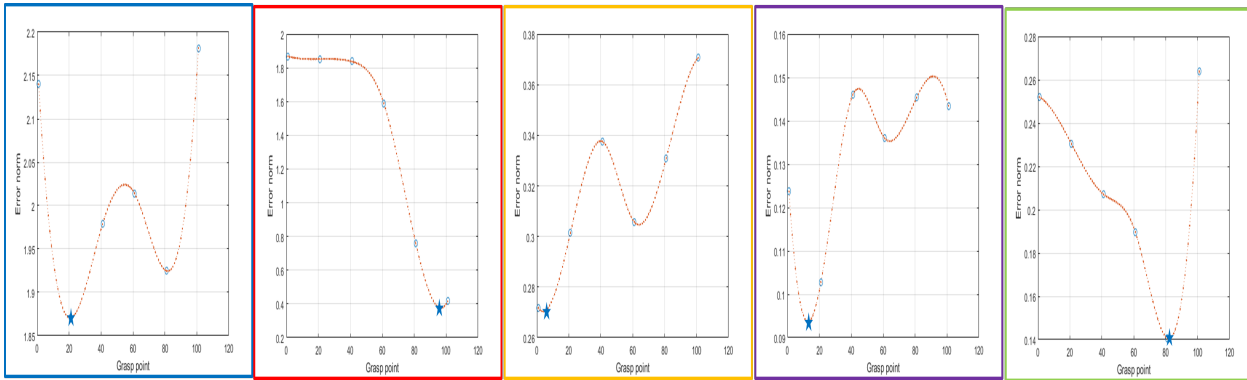 2.2
2.15
2.1
2.05
2
1.95
1.9
1.85
Error norm
0 20 40 60 80 100 120
Grasp point
2
1.8
1.6
1.4
1.2
1
0.8
0.6
0.4
0.2
Error norm
0 20 40 60 80 100 120
Grasp point
0.38
0.36
0.34
0.32
0.3
0.28
0.26
Error norm
0 20 40 60 80 100 120
Grasp point
0.16
0.15
0.14
0.13
0.12
0.11
0.1
0.09
Error norm
0 20 40 60 80 100 120
Grasp point
0.28
0.26
0.24
0.22
0.2
0.18
0.16
0.14
Error norm
0 20 40 60 80 100 120
Grasp point